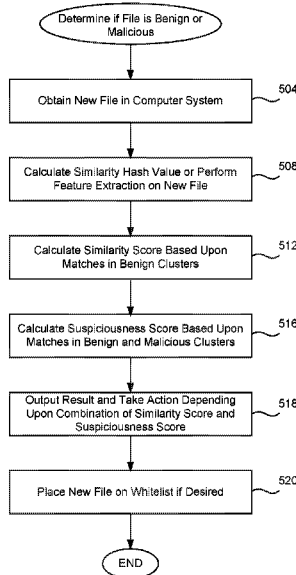 Determine if File is Benign or
Malicious
Obtain New File in Computer System
504
Calculate Similarity Hash Value or Perform
Feature Extraction on New File
508
Calculate Similarity Score Based Upon
Matches in Benign Clusters
512
Calculate Suspiciousness Score Based Upon
Matches in Benign and Malicious Clusters
516
Output Result and Take Action Depending
Upon Combination of Similarity Score and
Suspiciousness Score
518
Place New File on Whitelist if Desired
520
END